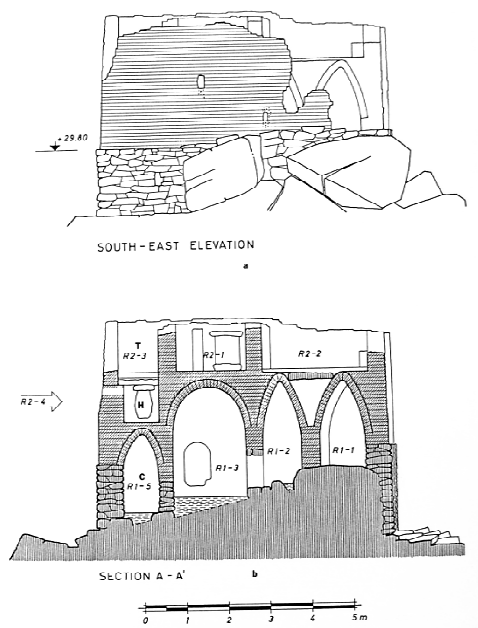 + 29.80
SOUTH-EAST ELEVATION
a
T
R2-3
R2-1
R2-2
R2-4
H
C
R1-5
R1-3
R1-2
R1-1
SECTION A-A'
b
0 1 2 3 4 5m